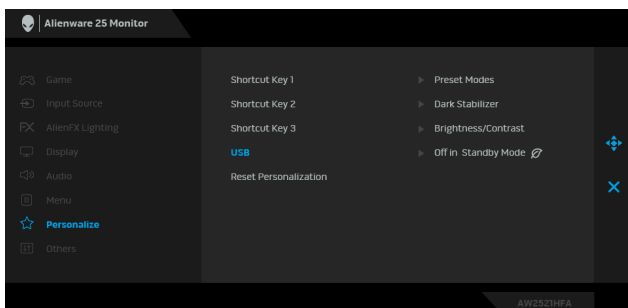 Alienware 25 Monitor
Game
Input Source
FX AlienFX Lighting
Display
Audio
Menu
Personalize
Others
Shortcut Key 1
Preset Modes
Shortcut Key 2
Dark Stabilizer
Shortcut Key 3
Brightness/Contrast
USB
Off in Standby Mode
Reset Personalization
AW2521HFA